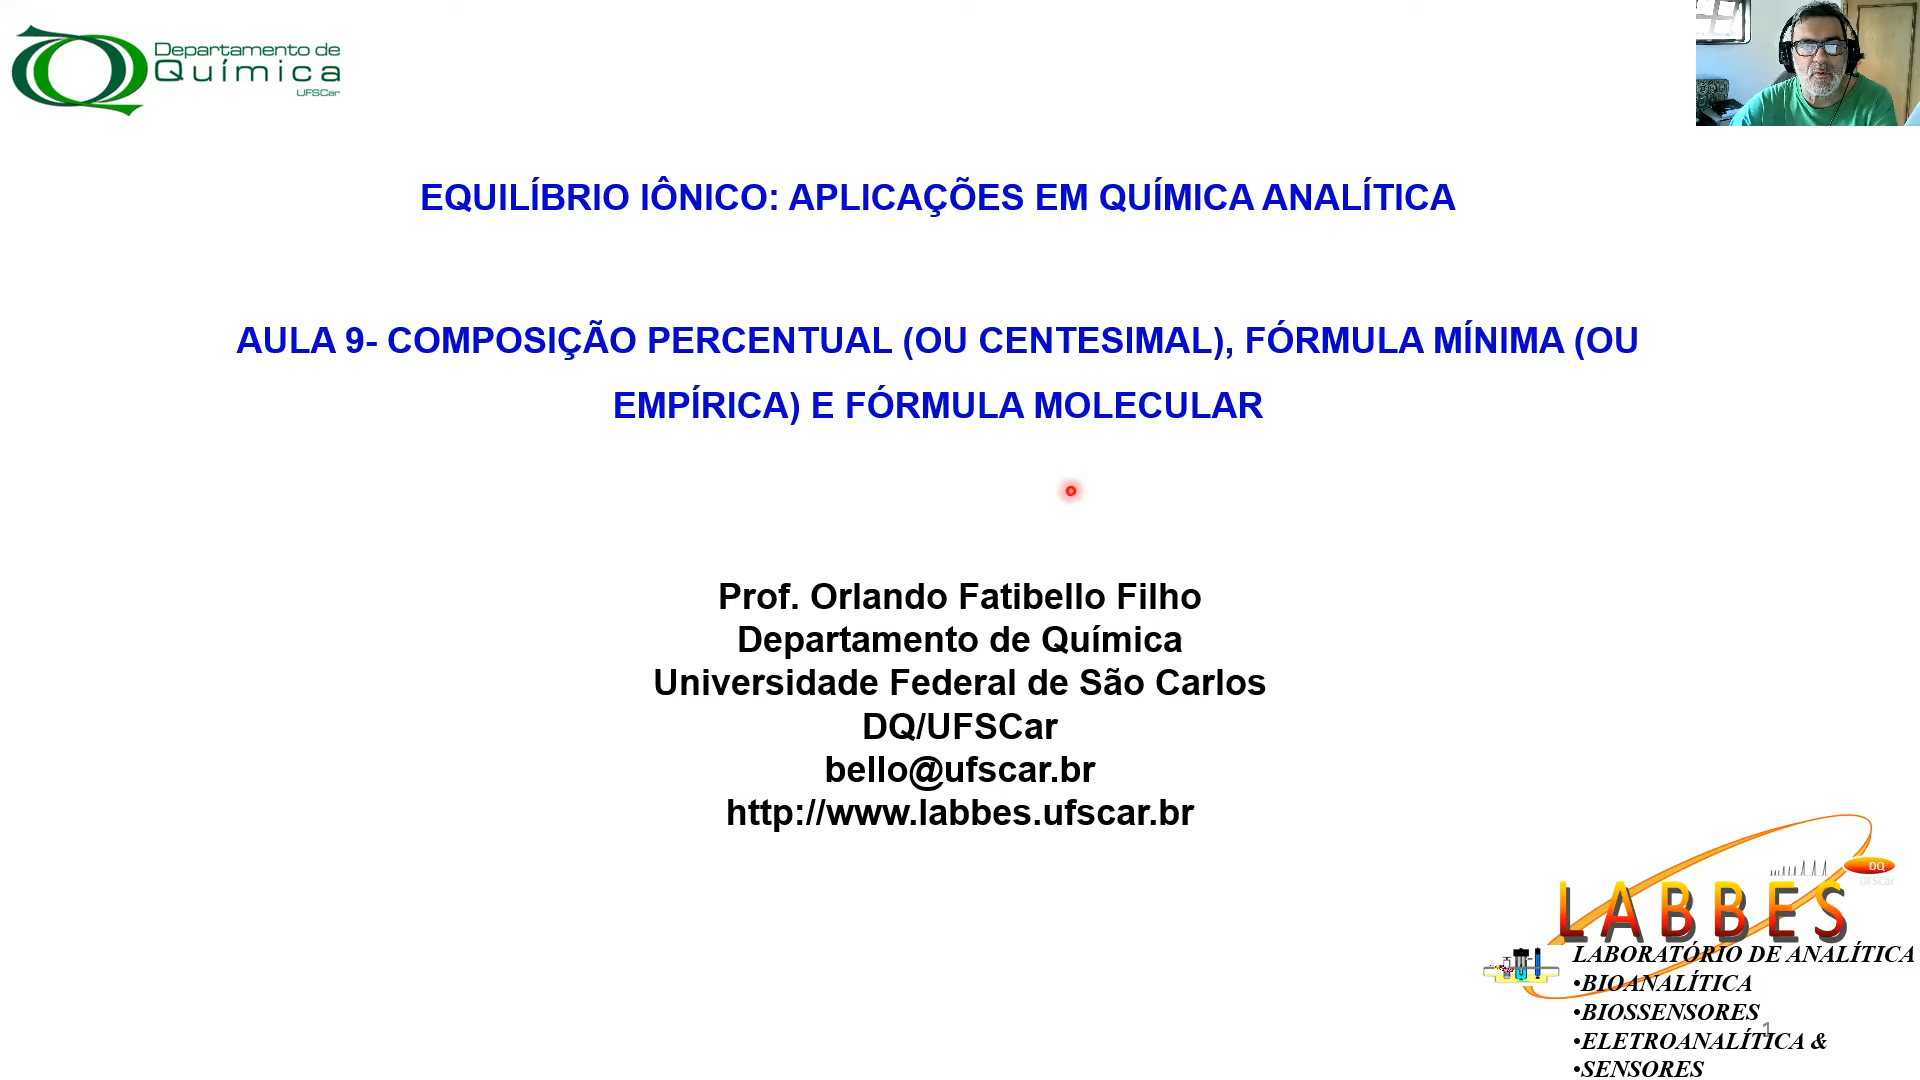 Departamento de
Química
UFSCar
EQUILÍBRIO IÔNICO: APLICAÇÕES EM QUÍMICA ANALÍTICA
AULA 9- COMPOSIÇÃO PERCENTUAL (OU CENTESIMAL), FÓRMULA MÍNIMA (OU
EMPÍRICA) E FÓRMULA MOLECULAR
Prof. Orlando Fatibello Filho
Departamento de Química
Universidade Federal de São Carlos
DQ/UFSCar
bello@ufscar.br
http://www.labbes.ufscar.br
DQ
UFSCar
LABBES
LABORATÓRIO DE ANALÍTICA
•BIOANALÍTICA
•BIOSSENSORES
1
•ELETROANALÍTICA &
•SENSORES